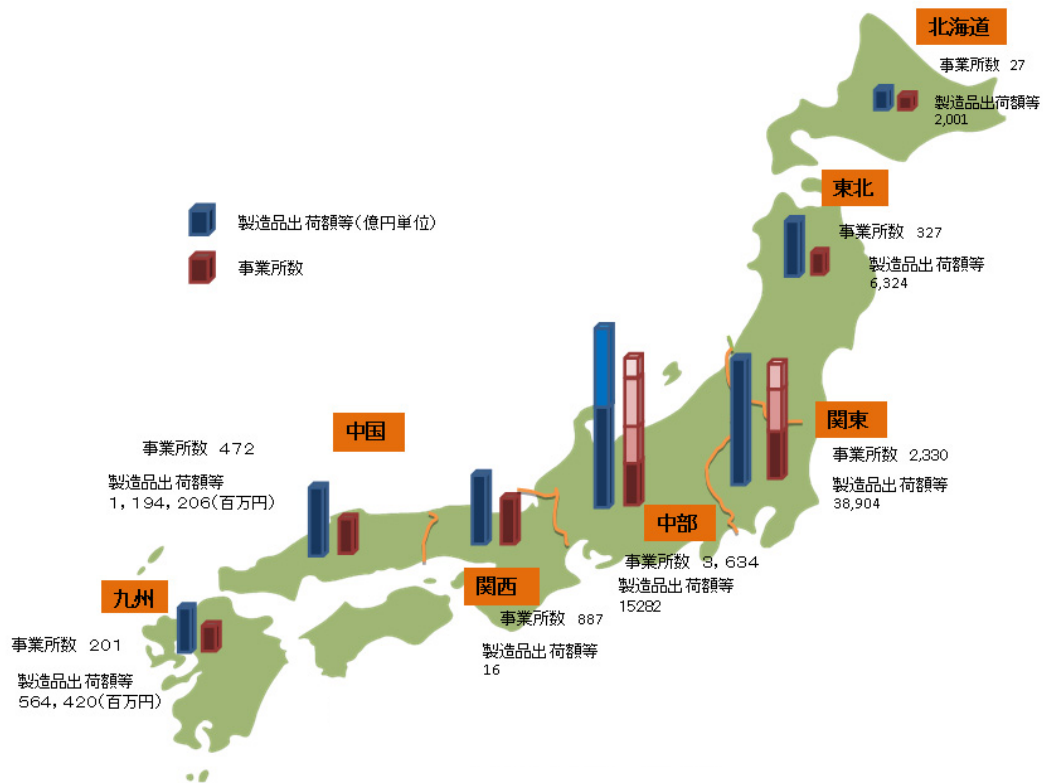 北海道
事業所数 27
製造品出荷額等
2,001
東北
事業所数 327
製造品出荷額等
6,324
製造品出荷額等(億円単位)
事業所数
関東
事業所数 2,330
製造品出荷額等
38,904
中国
事業所数 472
製造品出荷額等
1,194,206(百万円)
中部
事業所数 3,634
製造品出荷額等
15282
関西
事業所数 887
製造品出荷額等
16
九州
事業所数 201
製造品出荷額等
564,420(百万円)